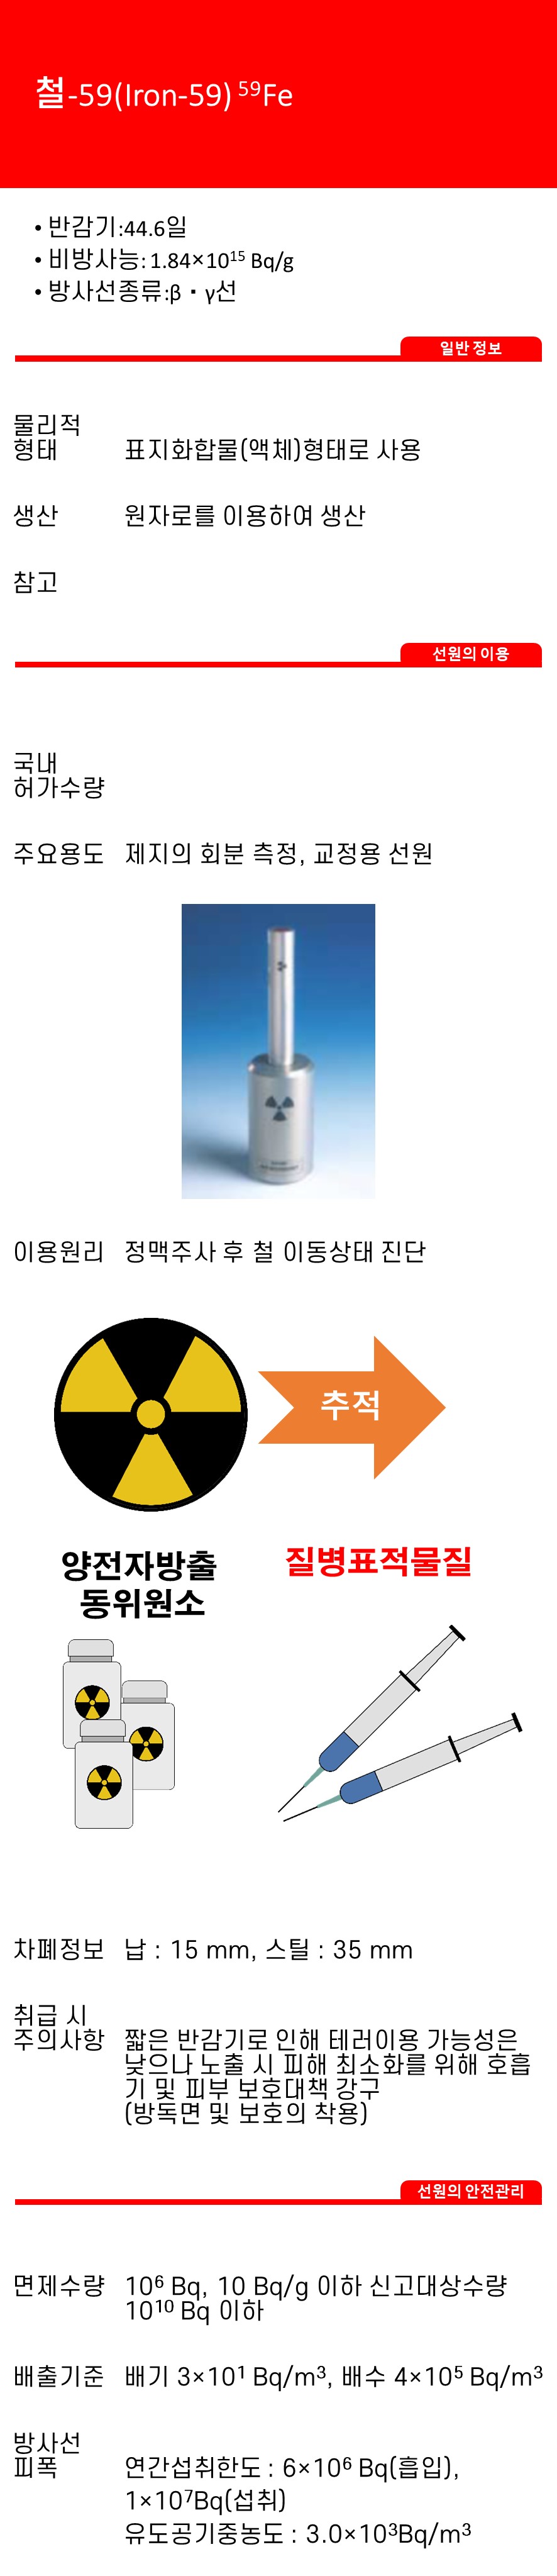 철-59(Iron-59) ⁵⁹Fe
• 반감기:44.6일
• 비방사능: 1.84×10¹⁵ Bq/g
• 방사선종류:β・γ선
일반 정보
물리적
형태 표지화합물(액체)형태로 사용
생산 원자로를 이용하여 생산
참고
선원의 이용
국내
허가수량
주요용도 제지의 회분 측정, 교정용 선원
이용원리 정맥주사 후 철 이동상태 진단
추적
양전자방출
동위원소
질병표적물질
차폐정보 납 : 15 mm, 스틸 : 35 mm
취급 시
주의사항 짧은 반감기로 인해 테러이용 가능성은
낮으나 노출 시 피해 최소화를 위해 호흡
기 및 피부 보호대책 강구
(방독면 및 보호의 착용)
선원의 안전관리
면제수량 10⁶ Bq, 10 Bq/g 이하 신고대상수량
10¹⁰ Bq 이하
배출기준 배기 3×10¹ Bq/m³, 배수 4×10⁵ Bq/m³
방사선
피폭 연간섭취한도 : 6×10⁶ Bq(흡입),
1×10⁷Bq(섭취)
유도공기중농도 : 3.0×10³Bq/m³